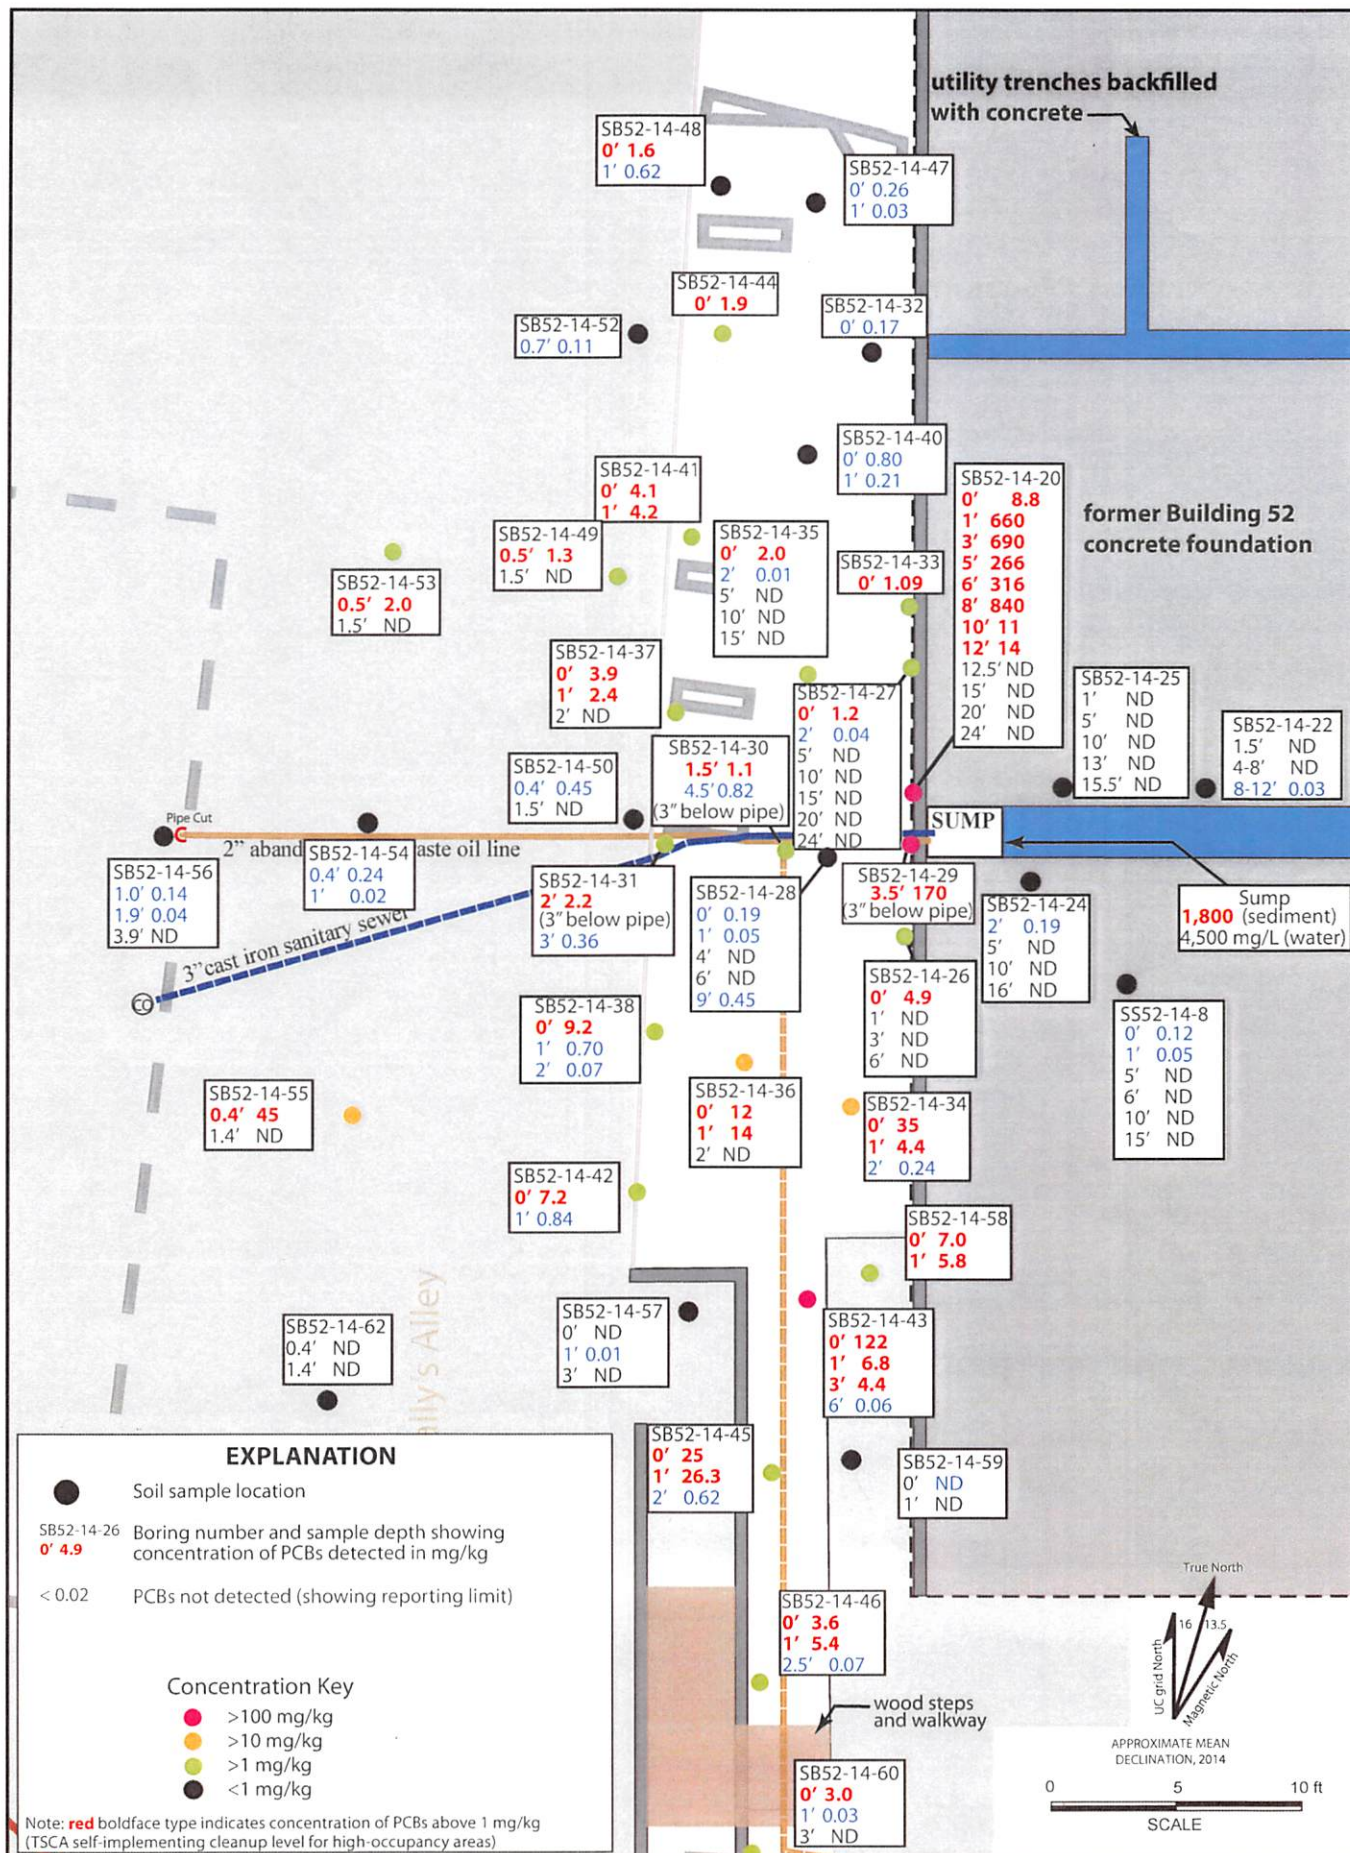 utility trenches backfilled
with concrete
SB52-14-48
0' 1.6
1' 0.62
SB52-14-47
0' 0.26
1' 0.03
SB52-14-44
0' 1.9
SB52-14-32
0' 0.17
SB52-14-52
0.7' 0.11
SB52-14-40
0' 0.80
1' 0.21
SB52-14-41
0' 4.1
1' 4.2
SB52-14-20
0' 8.8
1' 660
3' 690
5' 266
6' 316
8' 840
10' 11
12' 14
12.5' ND
15' ND
20' ND
24' ND
former Building 52
concrete foundation
SB52-14-49
0.5' 1.3
1.5' ND
SB52-14-35
0' 2.0
2' 0.01
5' ND
10' ND
15' ND
SB52-14-33
0' 1.09
SB52-14-53
0.5' 2.0
1.5' ND
SB52-14-37
0' 3.9
1' 2.4
2' ND
SB52-14-27
0' 1.2
2' 0.04
5' ND
10' ND
15' ND
20' ND
24' ND
SB52-14-25
1' ND
5' ND
10' ND
13' ND
15.5' ND
SB52-14-22
1.5' ND
4-8' ND
8-12' 0.03
SB52-14-30
1.5' 1.1
4.5' 0.82
(3" below pipe)
SB52-14-50
0.4' 0.45
1.5' ND
Pipe Cut
C
SUMP
2" aband
aste oil line
SB52-14-54
0.4' 0.24
1' 0.02
SB52-14-56
1.0' 0.14
1.9' 0.04
3.9' ND
SB52-14-31
2' 2.2
(3" below pipe)
3' 0.36
SB52-14-28
0' 0.19
1' 0.05
4' ND
6' ND
9' 0.45
SB52-14-29
3.5' 170
(3" below pipe)
SB52-14-24
2' 0.19
5' ND
10' ND
16' ND
Sump
1,800 (sediment)
4,500 mg/L (water)
3" cast iron sanitary sewer
CO
SB52-14-26
0' 4.9
1' ND
3' ND
6' ND
SS52-14-8
0' 0.12
1' 0.05
5' ND
6' ND
10' ND
15' ND
SB52-14-38
0' 9.2
1' 0.70
2' 0.07
SB52-14-55
0.4' 45
1.4' ND
SB52-14-36
0' 12
1' 14
2' ND
SB52-14-34
0' 35
1' 4.4
2' 0.24
SB52-14-42
0' 7.2
1' 0.84
SB52-14-58
0' 7.0
1' 5.8
ally's Alley
SB52-14-57
0' ND
1' 0.01
3' ND
SB52-14-62
0.4' ND
1.4' ND
SB52-14-43
0' 122
1' 6.8
3' 4.4
6' 0.06
SB52-14-45
0' 25
1' 26.3
2' 0.62
SB52-14-59
0' ND
1' ND
SB52-14-46
0' 3.6
1' 5.4
2.5' 0.07
wood steps
and walkway
SB52-14-60
0' 3.0
1' 0.03
3' ND
EXPLANATION
Soil sample location
SB52-14-26
0' 4.9
Boring number and sample depth showing
concentration of PCBs detected in mg/kg
< 0.02 PCBs not detected (showing reporting limit)
Concentration Key
>100 mg/kg
>10 mg/kg
>1 mg/kg
<1 mg/kg
Note: red boldface type indicates concentration of PCBs above 1 mg/kg
(TSCA self-implementing cleanup level for high-occupancy areas)
True North
16
13.5
UC grid North
Magnetic North
APPROXIMATE MEAN
DECLINATION, 2014
0 5 10 ft
SCALE